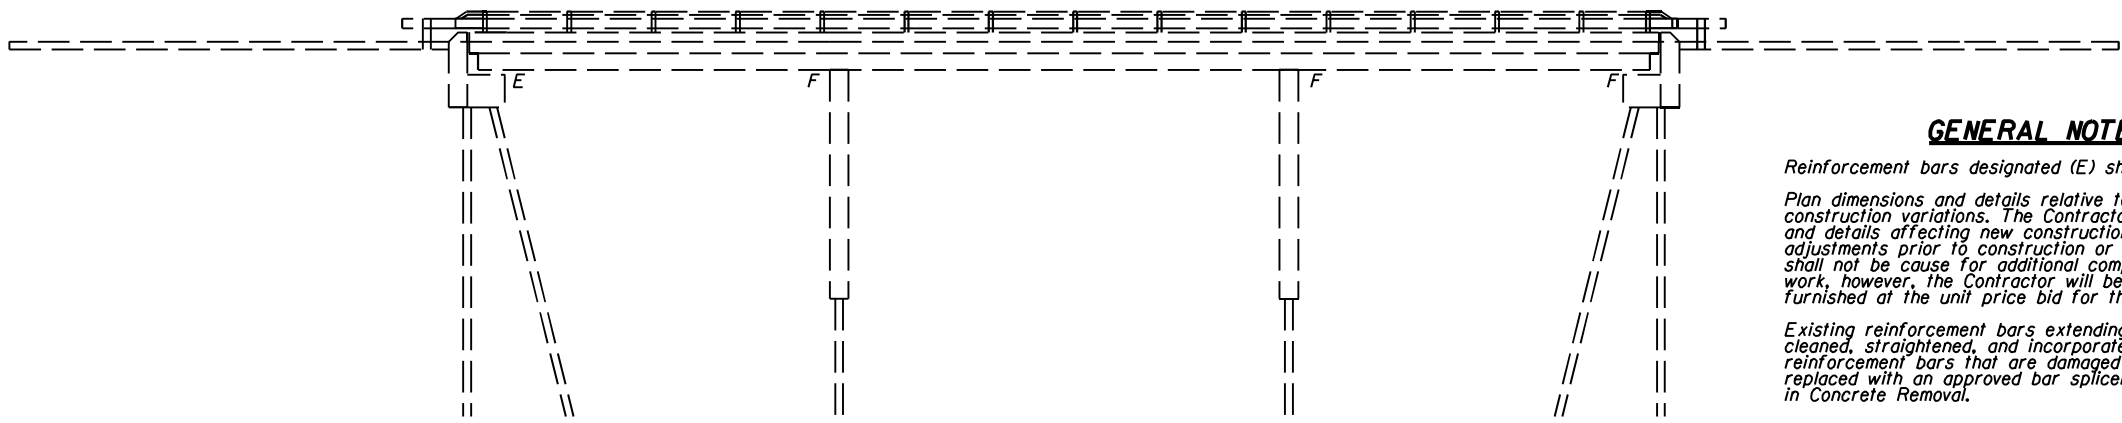 E F F F
GENERAL NOTE
Reinforcement bars designated (E) sh
Plan dimensions and details relative t
construction variations. The Contracto
and details affecting new construction
adjustments prior to construction or
shall not be cause for additional com
work, however, the Contractor will be
furnished at the unit price bid for th
Existing reinforcement bars extending
cleaned, straightened, and incorporate
reinforcement bars that are damaged
replaced with an approved bar splice
in Concrete Removal.